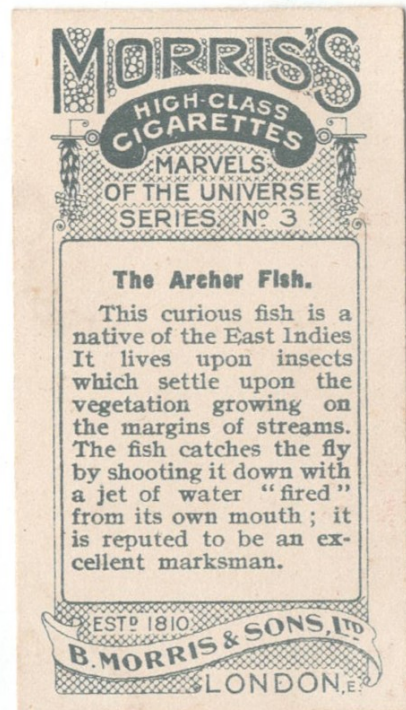 MORRIS'S
HIGH-CLASS
CIGARETTES
MARVELS
OF THE UNIVERSE
SERIES Nº 3
The Archer Fish.
This curious fish is a
native of the East Indies
It lives upon insects
which settle upon the
vegetation growing on
the margins of streams.
The fish catches the fly
by shooting it down with
a jet of water "fired"
from its own mouth; it
is reputed to be an ex-
cellent marksman.
ESTD 1810
B. MORRIS & SONS, LTD
LONDON, E.